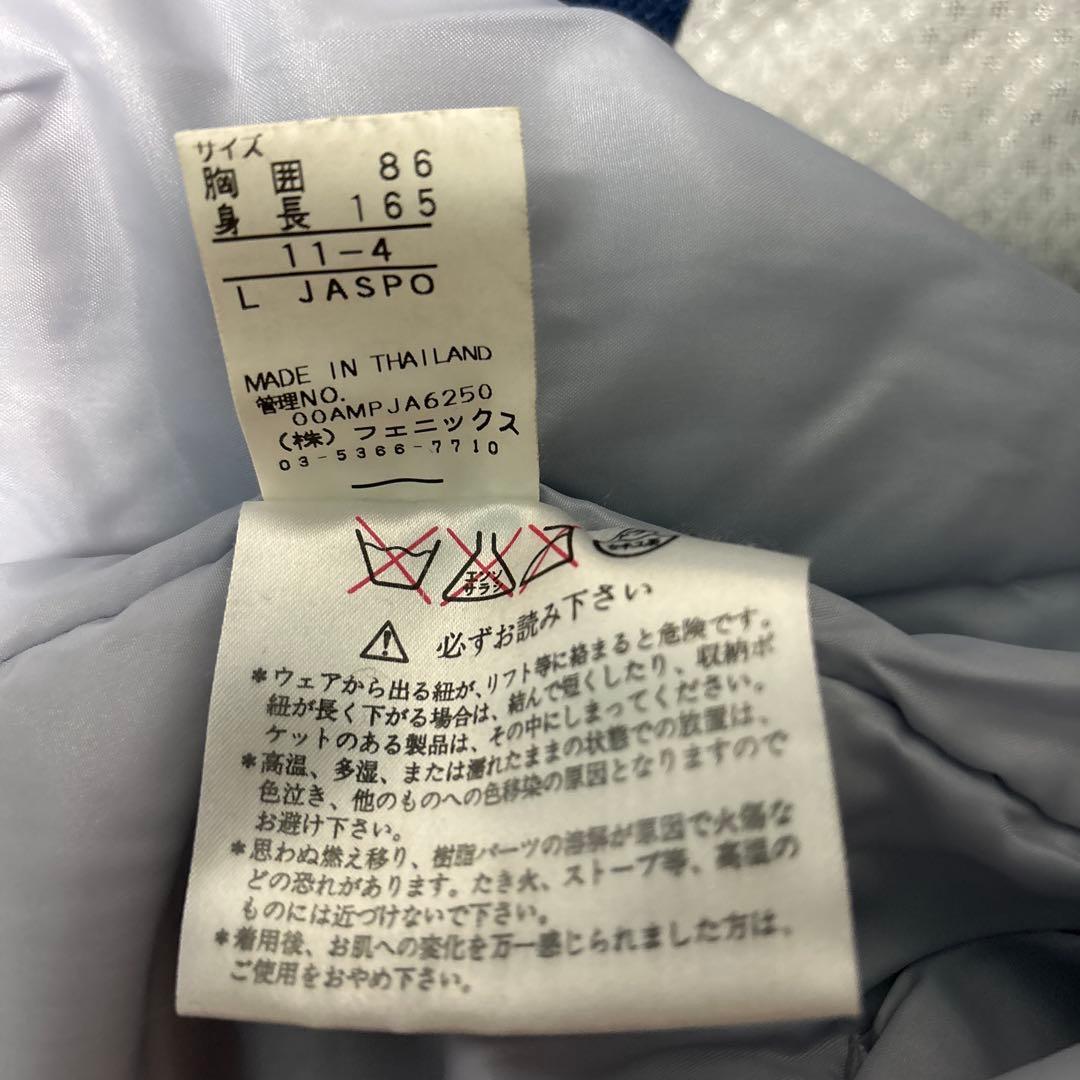 サイズ
胸囲 86
身長 165
11-4
L JASPO
MADE IN THAILAND
管理NO.
00AMPJA6250
(株)フェニックス
03-5366-7710
エンソ
サラシ
必ずお読み下さい
*ウェアから出る紐が、リフト等に絡まると危険です。
紐が長く下がる場合は、結んで短くしたり、収納ポ
ケットのある製品は、その中にしまってください。
*高温、多湿、または濡れたままの状態での放置は、
色泣き、他のものへの色移染の原因となりますので
お避け下さい。
*思わぬ燃え移り、樹脂パーツの溶解が原因で火傷な
どの恐れがあります。たき火、ストーブ等、高温の
ものには近づけないで下さい。
*着用後、お肌への変化を万一感じられました方は、
ご使用をおやめ下さい。